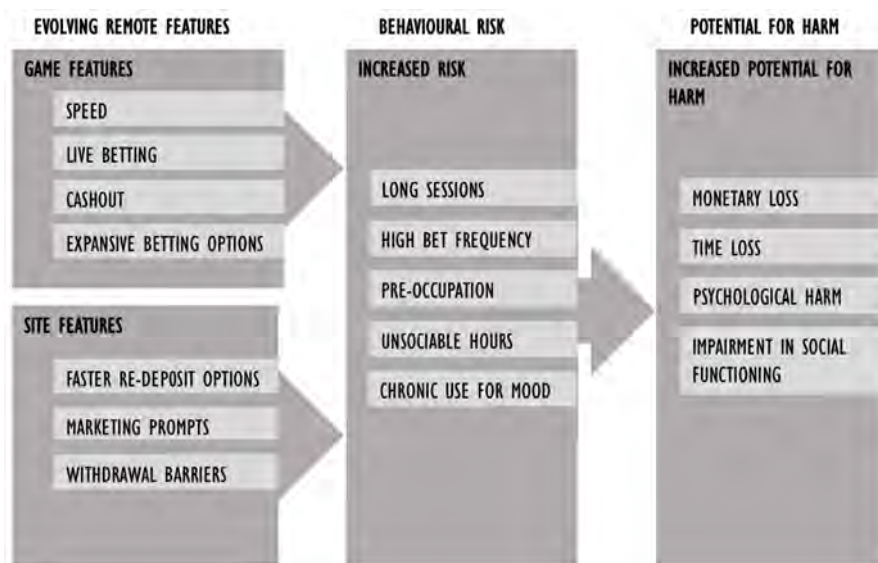 EVOLVING REMOTE FEATURES
GAME FEATURES
SPEED
LIVE BETTING
CASHOUT
EXPANSIVE BETTING OPTIONS
SITE FEATURES
FASTER RE-DEPOSIT OPTIONS
MARKETING PROMPTS
WITHDRAWAL BARRIERS
BEHAVIOURAL RISK
INCREASED RISK
LONG SESSIONS
HIGH BET FREQUENCY
PRE-OCCUPATION
UNSOCIABLE HOURS
CHRONIC USE FOR MOOD
POTENTIAL FOR HARM
INCREASED POTENTIAL FOR
HARM
MONETARY LOSS
TIME LOSS
PSYCHOLOGICAL HARM
IMPAIRMENT IN SOCIAL
FUNCTIONING